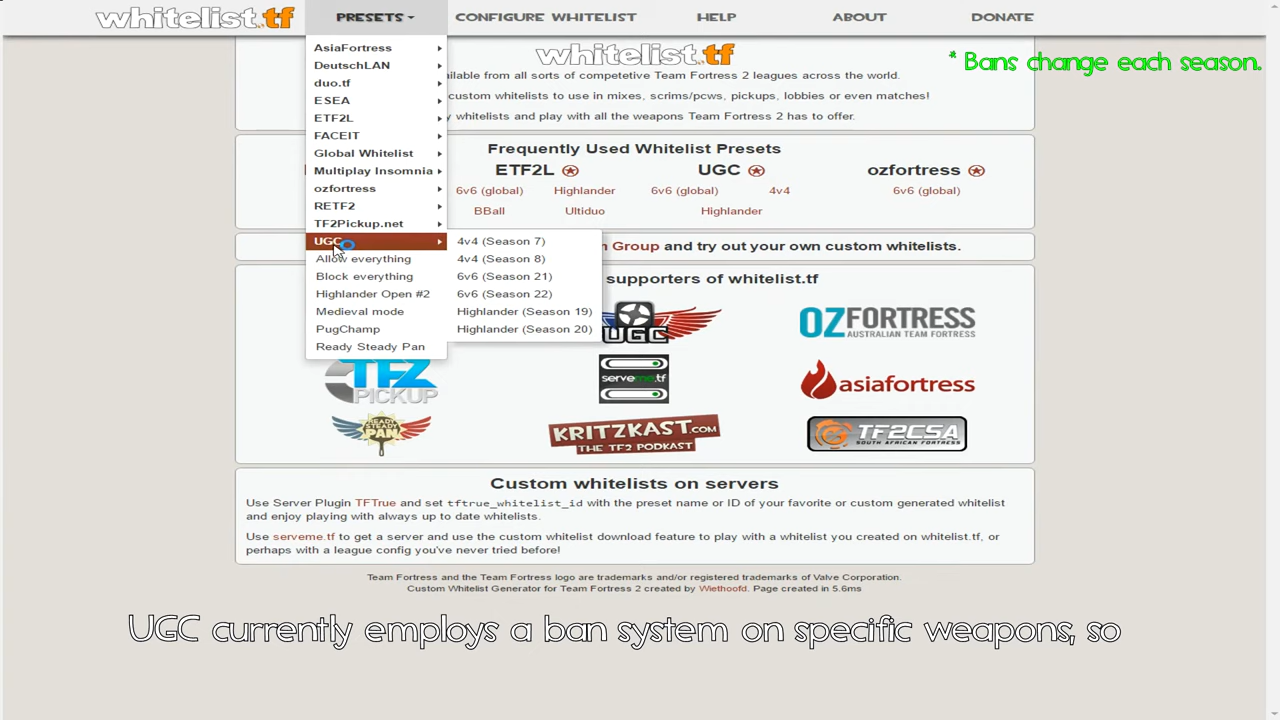 whitelist.tf PRESETS CONFIGURE WHITELIST HELP ABOUT DONATE
AsiaFortress
DeutschLAN
duo.tf
ESEA
ETF2L
FACEIT
Global Whitelist
Multiplay Insomnia
ozfortress
RETF2
TF2Pickup.net
UGC
Allow everything
Block everything
Highlander Open #2
Medieval mode
PugChamp
Ready Steady Pan
4v4 (Season 7)
4v4 (Season 8)
6v6 (Season 21)
6v6 (Season 22)
Highlander (Season 19)
Highlander (Season 20)
whitelist.tf
* Bans change each season.
ailable from all sorts of competetive Team Fortress 2 leagues across the world.
custom whitelists to use in mixes, scrims/pcws, pickups, lobbies or even matches!
y whitelists and play with all the weapons Team Fortress 2 has to offer.
Frequently Used Whitelist Presets
ETF2L UGC ozfortress
6v6 (global) Highlander 6v6 (global) 4v4 6v6 (global)
BBall Ultiduo Highlander
Group and try out your own custom whitelists.
supporters of whitelist.tf
UGC
OZFORTRESS
AUSTRALIAN TEAM FORTRESS
TF2
PICKUP
serveme.tf
asiafortress
READY
STEADY
PAN
KRITZKAST.COM
THE TF2 PODKAST
TF2CSA
SOUTH AFRICAN FORTRESS
Custom whitelists on servers
Use Server Plugin TFTrue and set tftrue_whitelist_id with the preset name or ID of your favorite or custom generated whitelist
and enjoy playing with always up to date whitelists.
Use serveme.tf to get a server and use the custom whitelist download feature to play with a whitelist you created on whitelist.tf, or
perhaps with a league config you've never tried before!
Team Fortress and the Team Fortress logo are trademarks and/or registered trademarks of Valve Corporation.
Custom Whitelist Generator for Team Fortress 2 created by Wiethoofd. Page created in 5.6ms
UGC currently employs a ban system on specific weapons, so